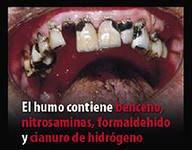 El humo contiene benceno,
nitrosaminas, formaldehído
y cianuro de hidrógeno